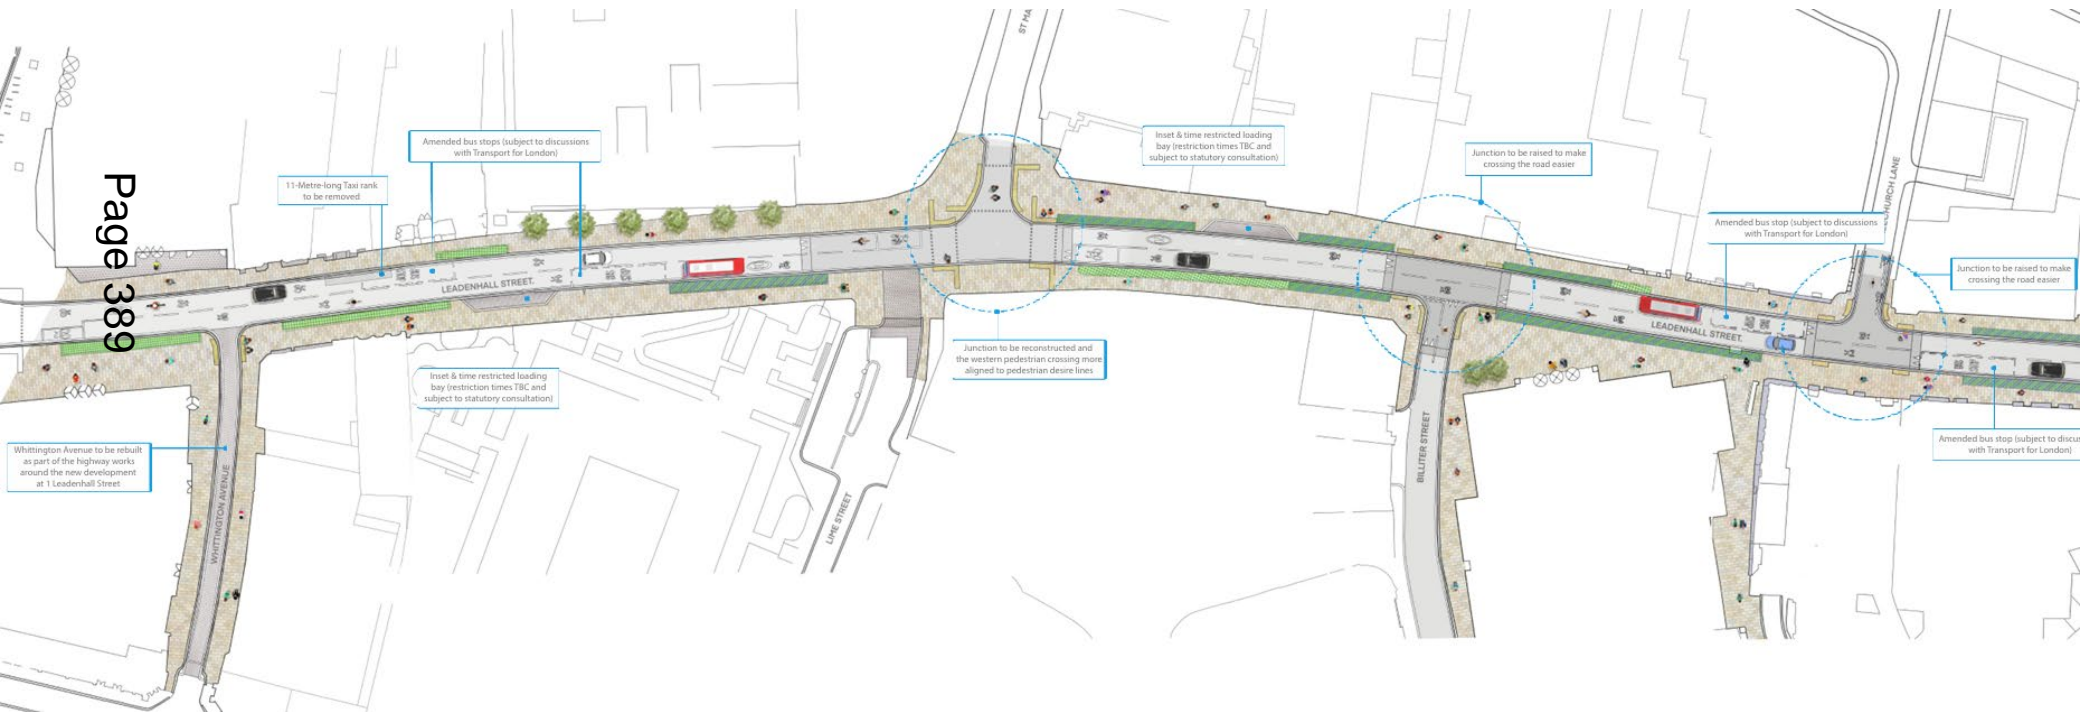 Page 389
Amended bus stops (subject to discussions
with Transport for London)
11-Metre-long Taxi rank
to be removed
ST MA
Inset & time restricted loading
bay (restriction times TBC and
subject to statutory consultation)
Junction to be raised to make
crossing the road easier
Amended bus stop (subject to discussions
with Transport for London)
CHURCH LANE
Junction to be raised to make
crossing the road easier
LEADENHALL STREET.
LEADENHALL STREET.
Junction to be reconstructed and
the western pedestrian crossing more
aligned to pedestrian desire lines
Inset & time restricted loading
bay (restriction times TBC and
subject to statutory consultation)
Whittington Avenue to be rebuilt
as part of the highway works
around the new development
at 1 Leadenhall Street
WHITTINGTON AVENUE
LIME STREET
BILLITER STREET
Amended bus stop (subject to discus
with Transport for London)